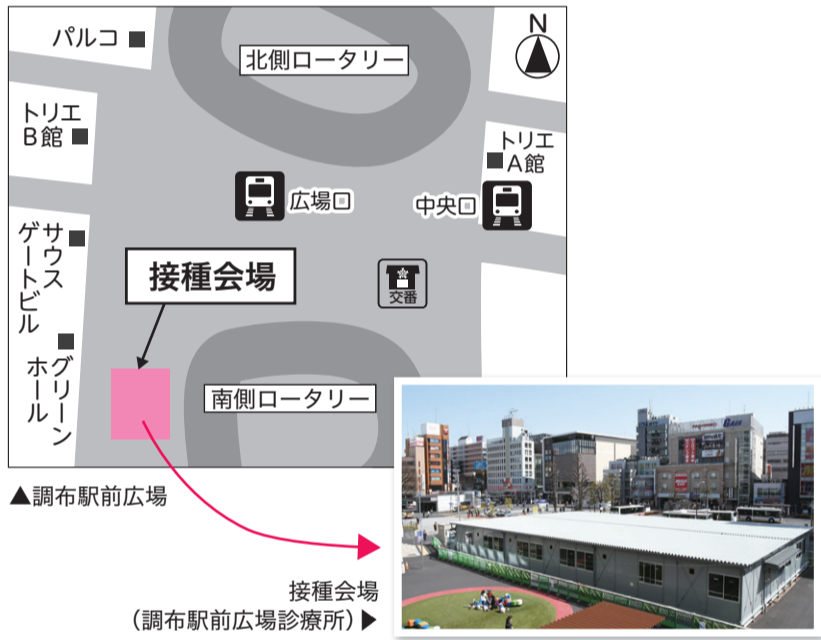 N
パルコ
北側ロータリー
トリエ
B館
トリエ
A館
広場口
中央口
サウス
ゲートビル
接種会場
交番
グリーン
ホール
南側ロータリー
▲調布駅前広場
接種会場
(調布駅前広場診療所)▶